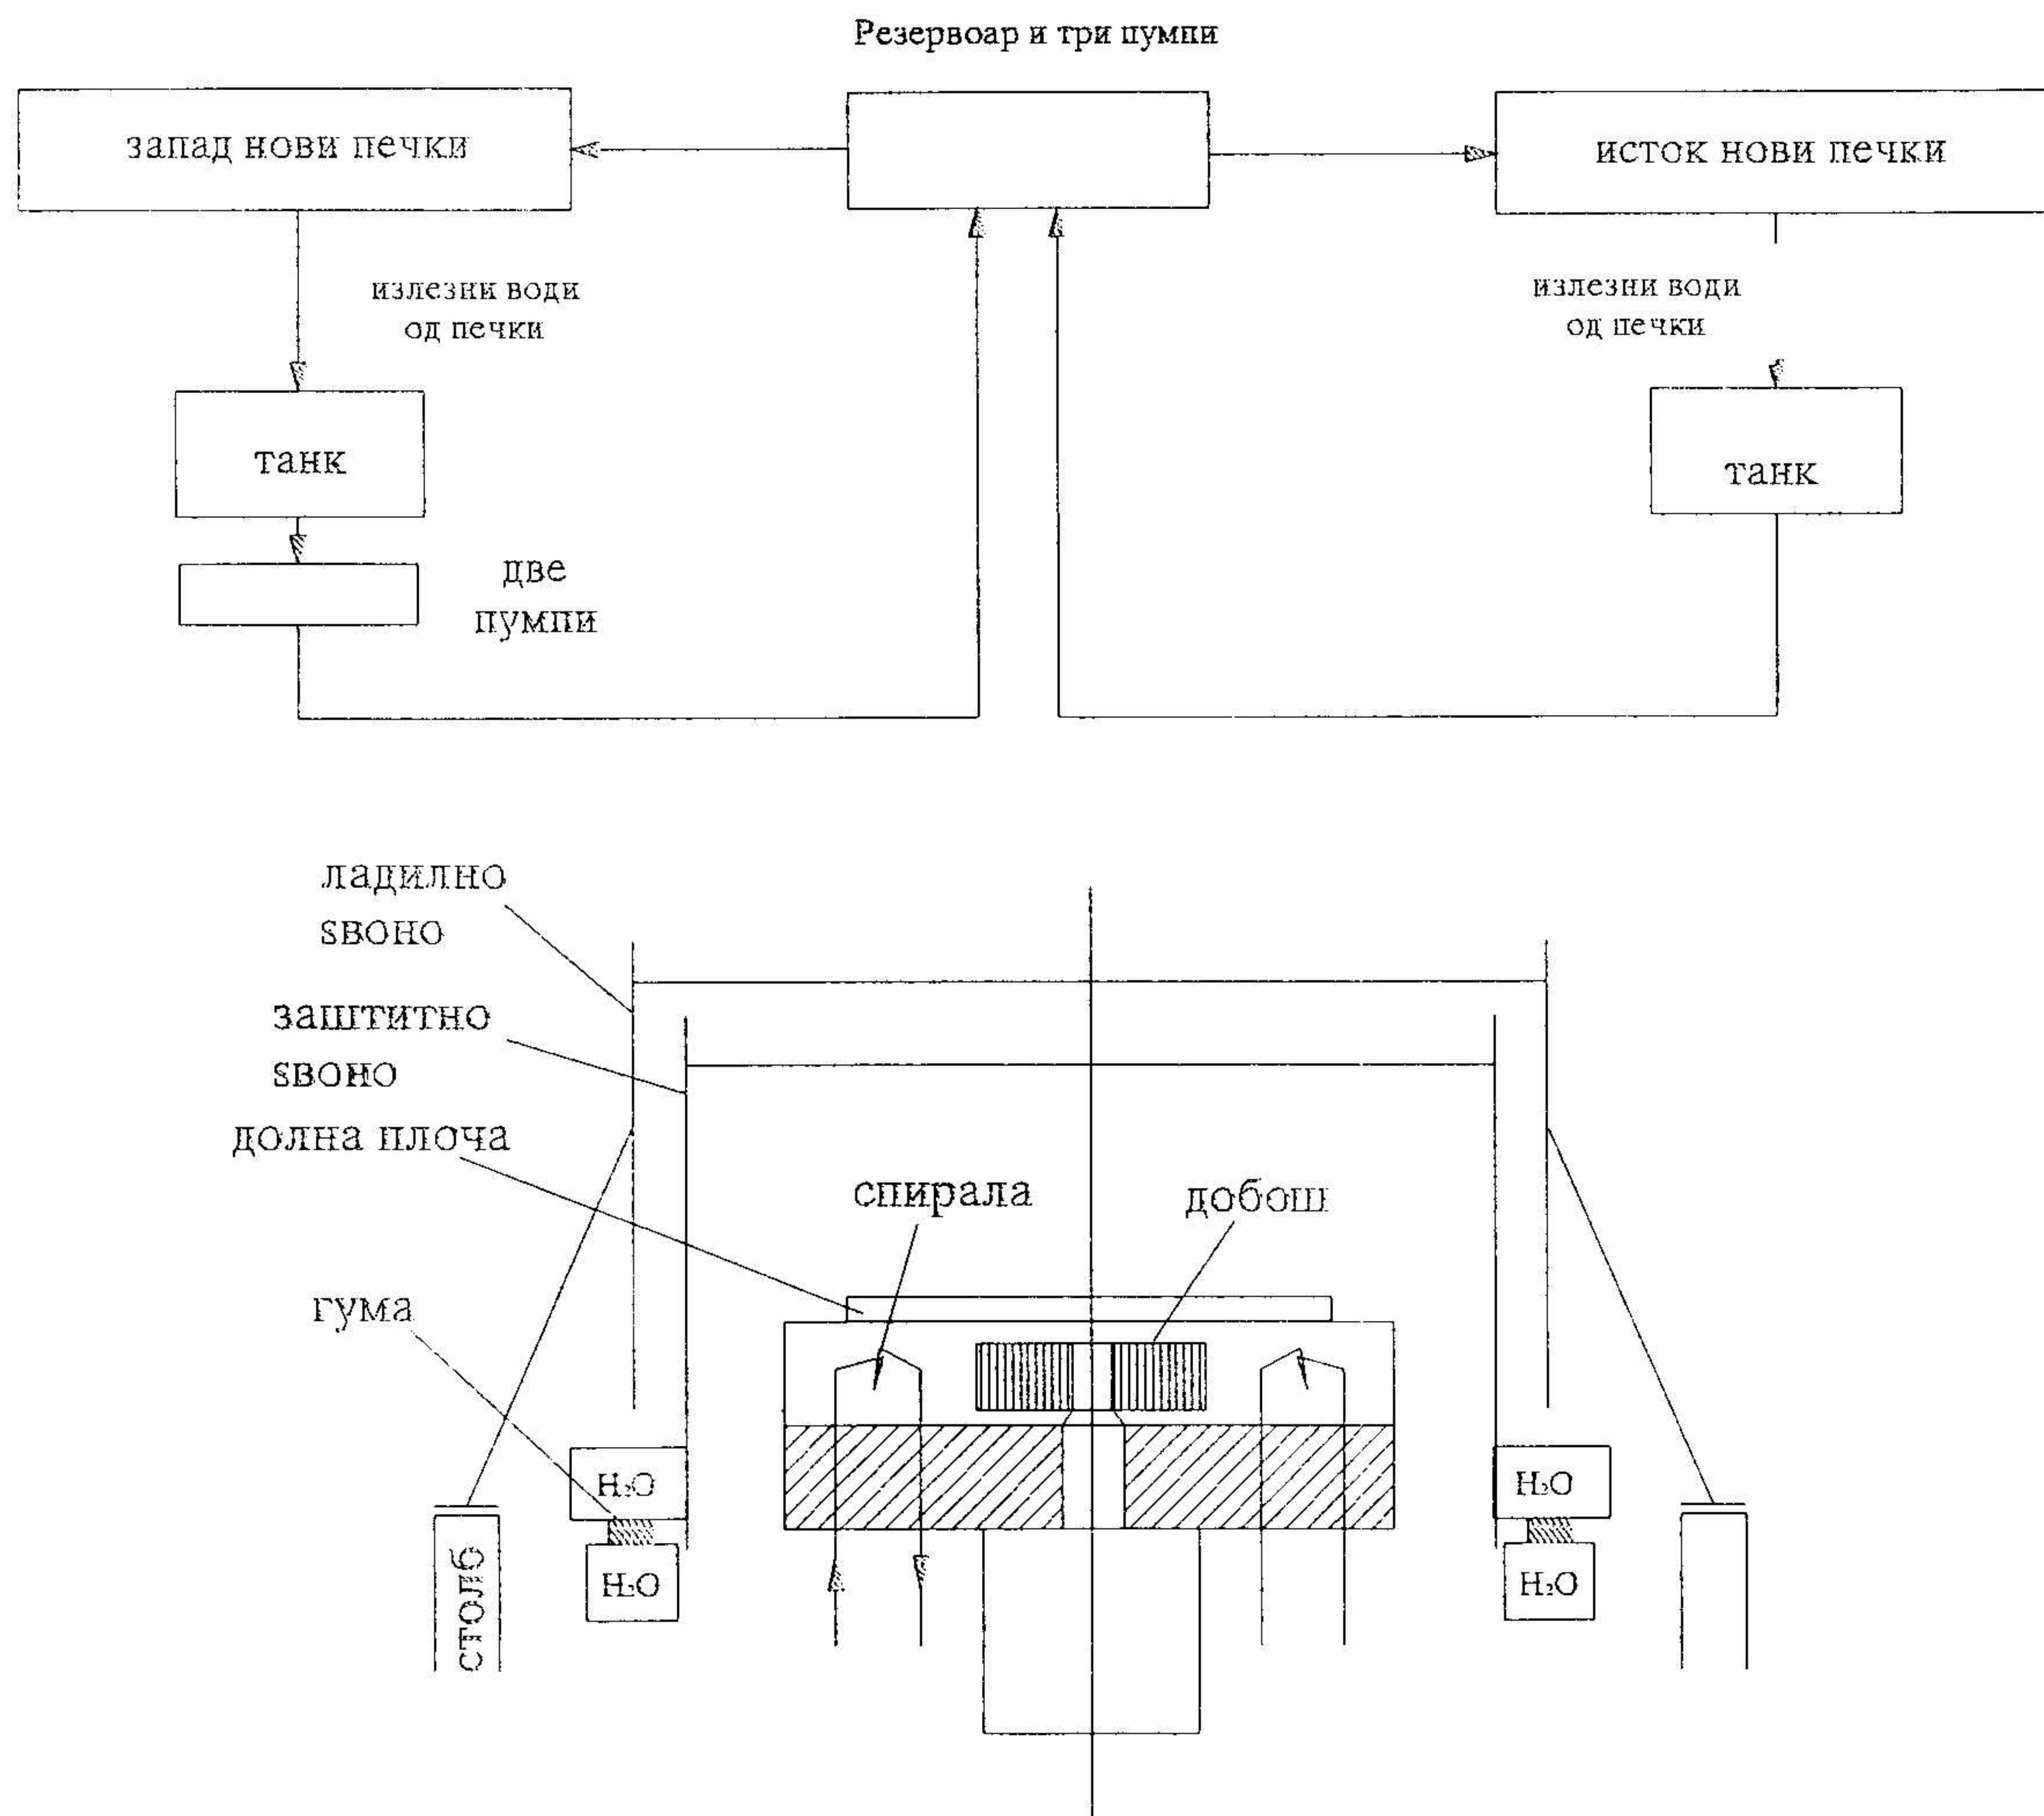 Резервоар и три пумпи
запад нови печки
исток нови печки
излезни води
од печки
излезни води
од печки
танк
танк
две
пумпи
ладилно
ѕвоно
заштитно
ѕвоно
долна плоча
спирала
добош
гума
H₂O
H₂O
H₂O
H₂O
столб